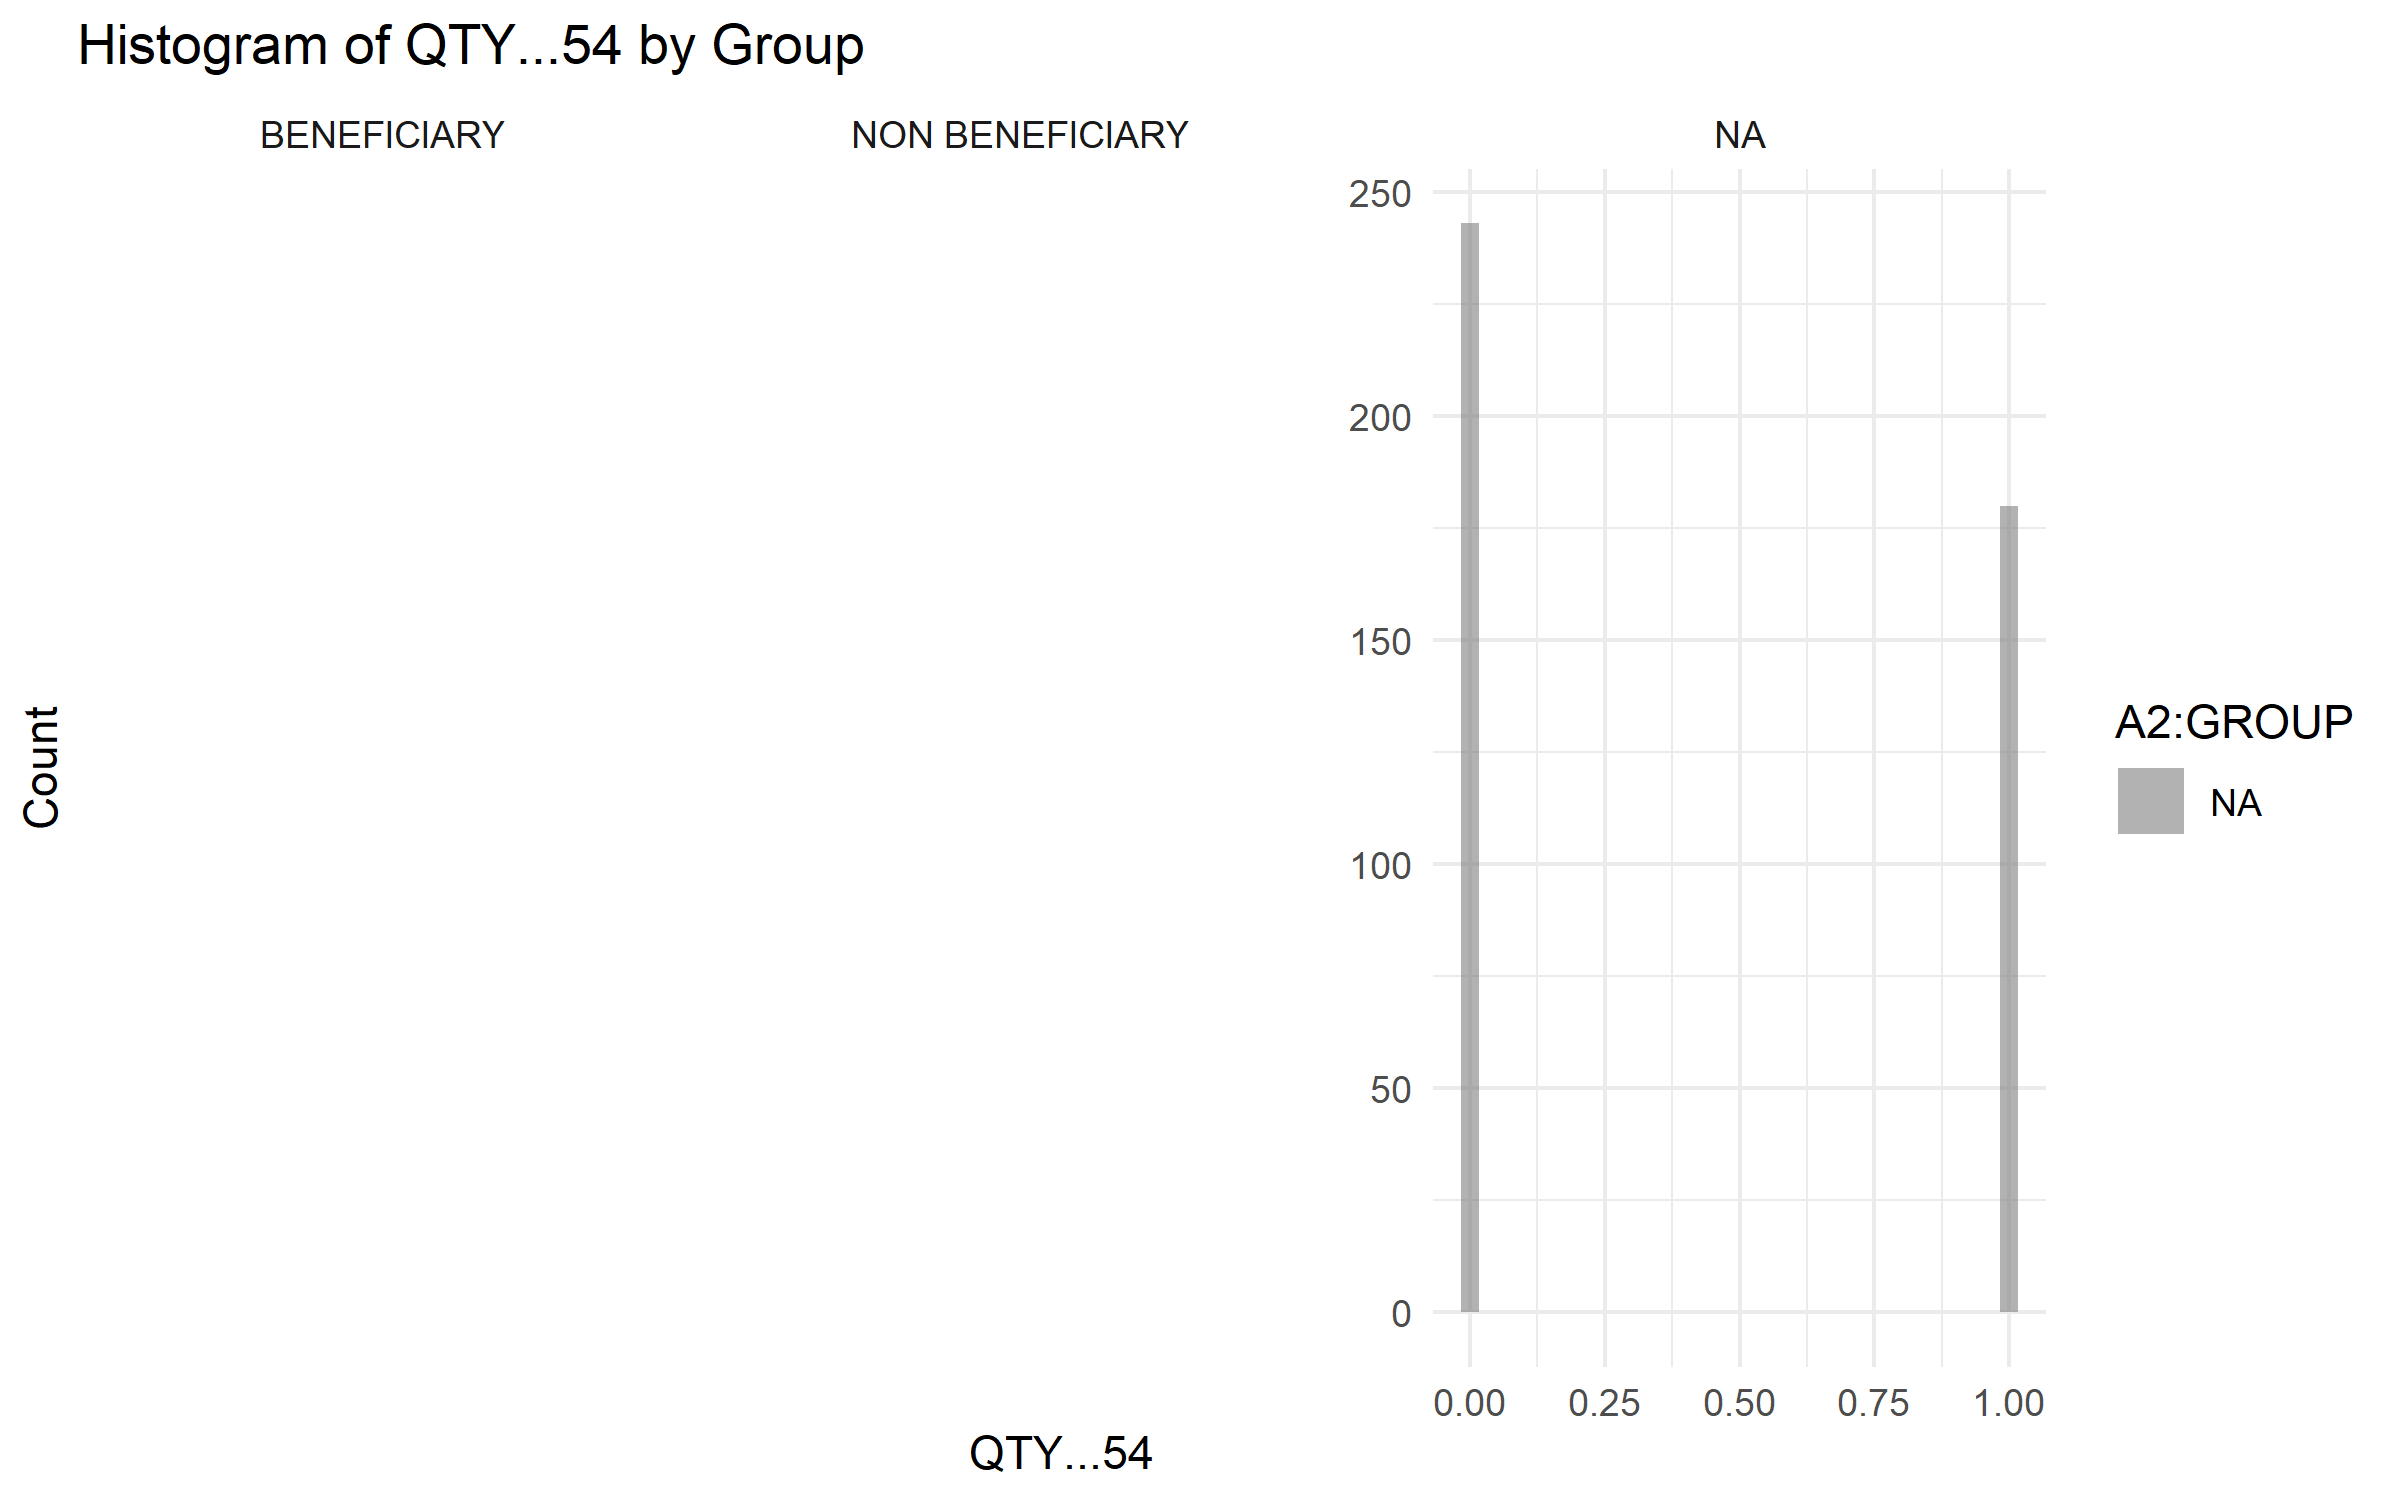 Histogram of QTY...54 by Group
BENEFICIARY
NON BENEFICIARY
NA
250
200
150
100
50
0
Count
0.00
0.25
0.50
0.75
1.00
QTY...54
A2:GROUP
NA